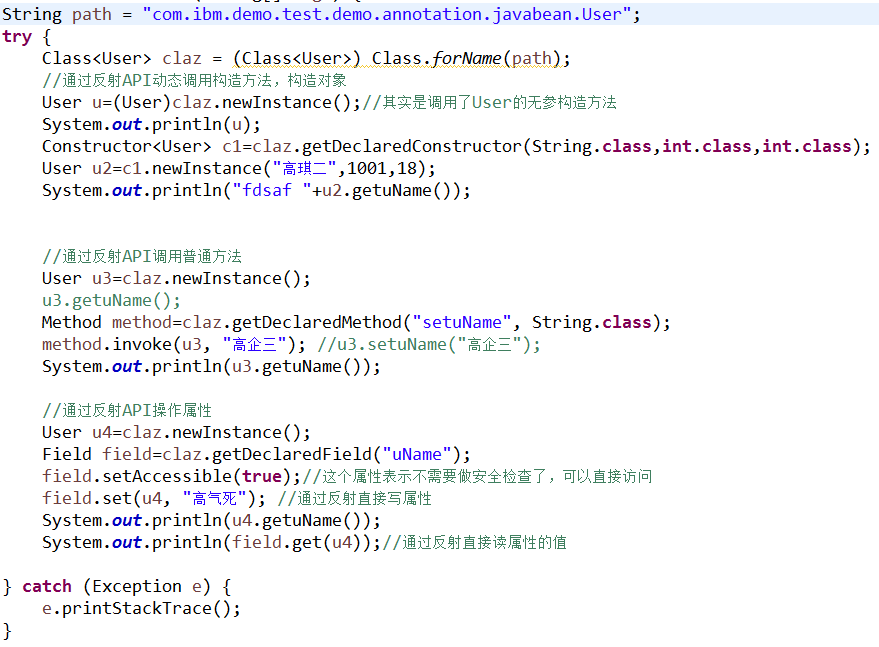 String path = "com.ibm.demo.test.demo.annotation.javabean.User";
try {
    Class<User> claz = (Class<User>) Class.forName(path);
    //通过反射API动态调用构造方法，构造对象
    User u=(User)claz.newInstance();//其实是调用了User的无参构造方法
    System.out.println(u);
    Constructor<User> c1=claz.getDeclaredConstructor(String.class,int.class,int.class);
    User u2=c1.newInstance("高琪二",1001,18);
    System.out.println("fdsaf "+u2.getuName());
    //通过反射API调用普通方法
    User u3=claz.newInstance();
    u3.getuName();
    Method method=claz.getDeclaredMethod("setuName", String.class);
    method.invoke(u3, "高企三"); //u3.setuName("高企三");
    System.out.println(u3.getuName());
    //通过反射API操作属性
    User u4=claz.newInstance();
    Field field=claz.getDeclaredField("uName");
    field.setAccessible(true);//这个属性表示不需要做安全检查了，可以直接访问
    field.set(u4, "高气死"); //通过反射直接写属性
    System.out.println(u4.getuName());
    System.out.println(field.get(u4));//通过反射直接读属性的值
} catch (Exception e) {
    e.printStackTrace();
}